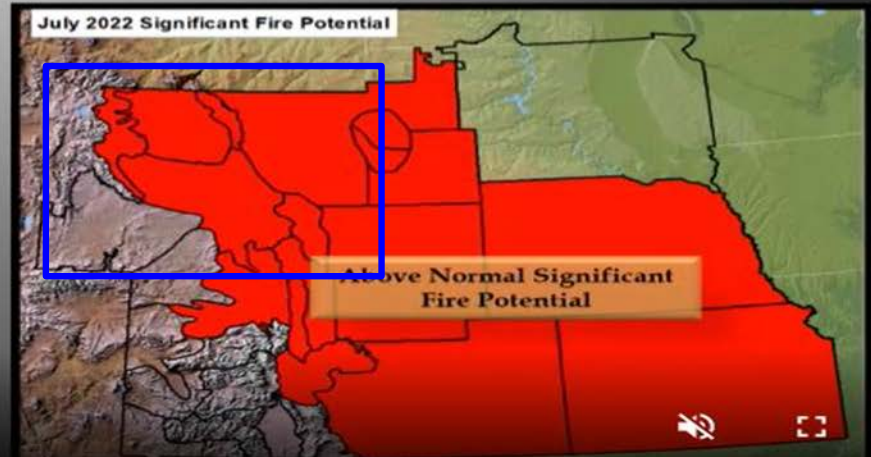 July 2022 Significant Fire Potential
Above Normal Significant
Fire Potential